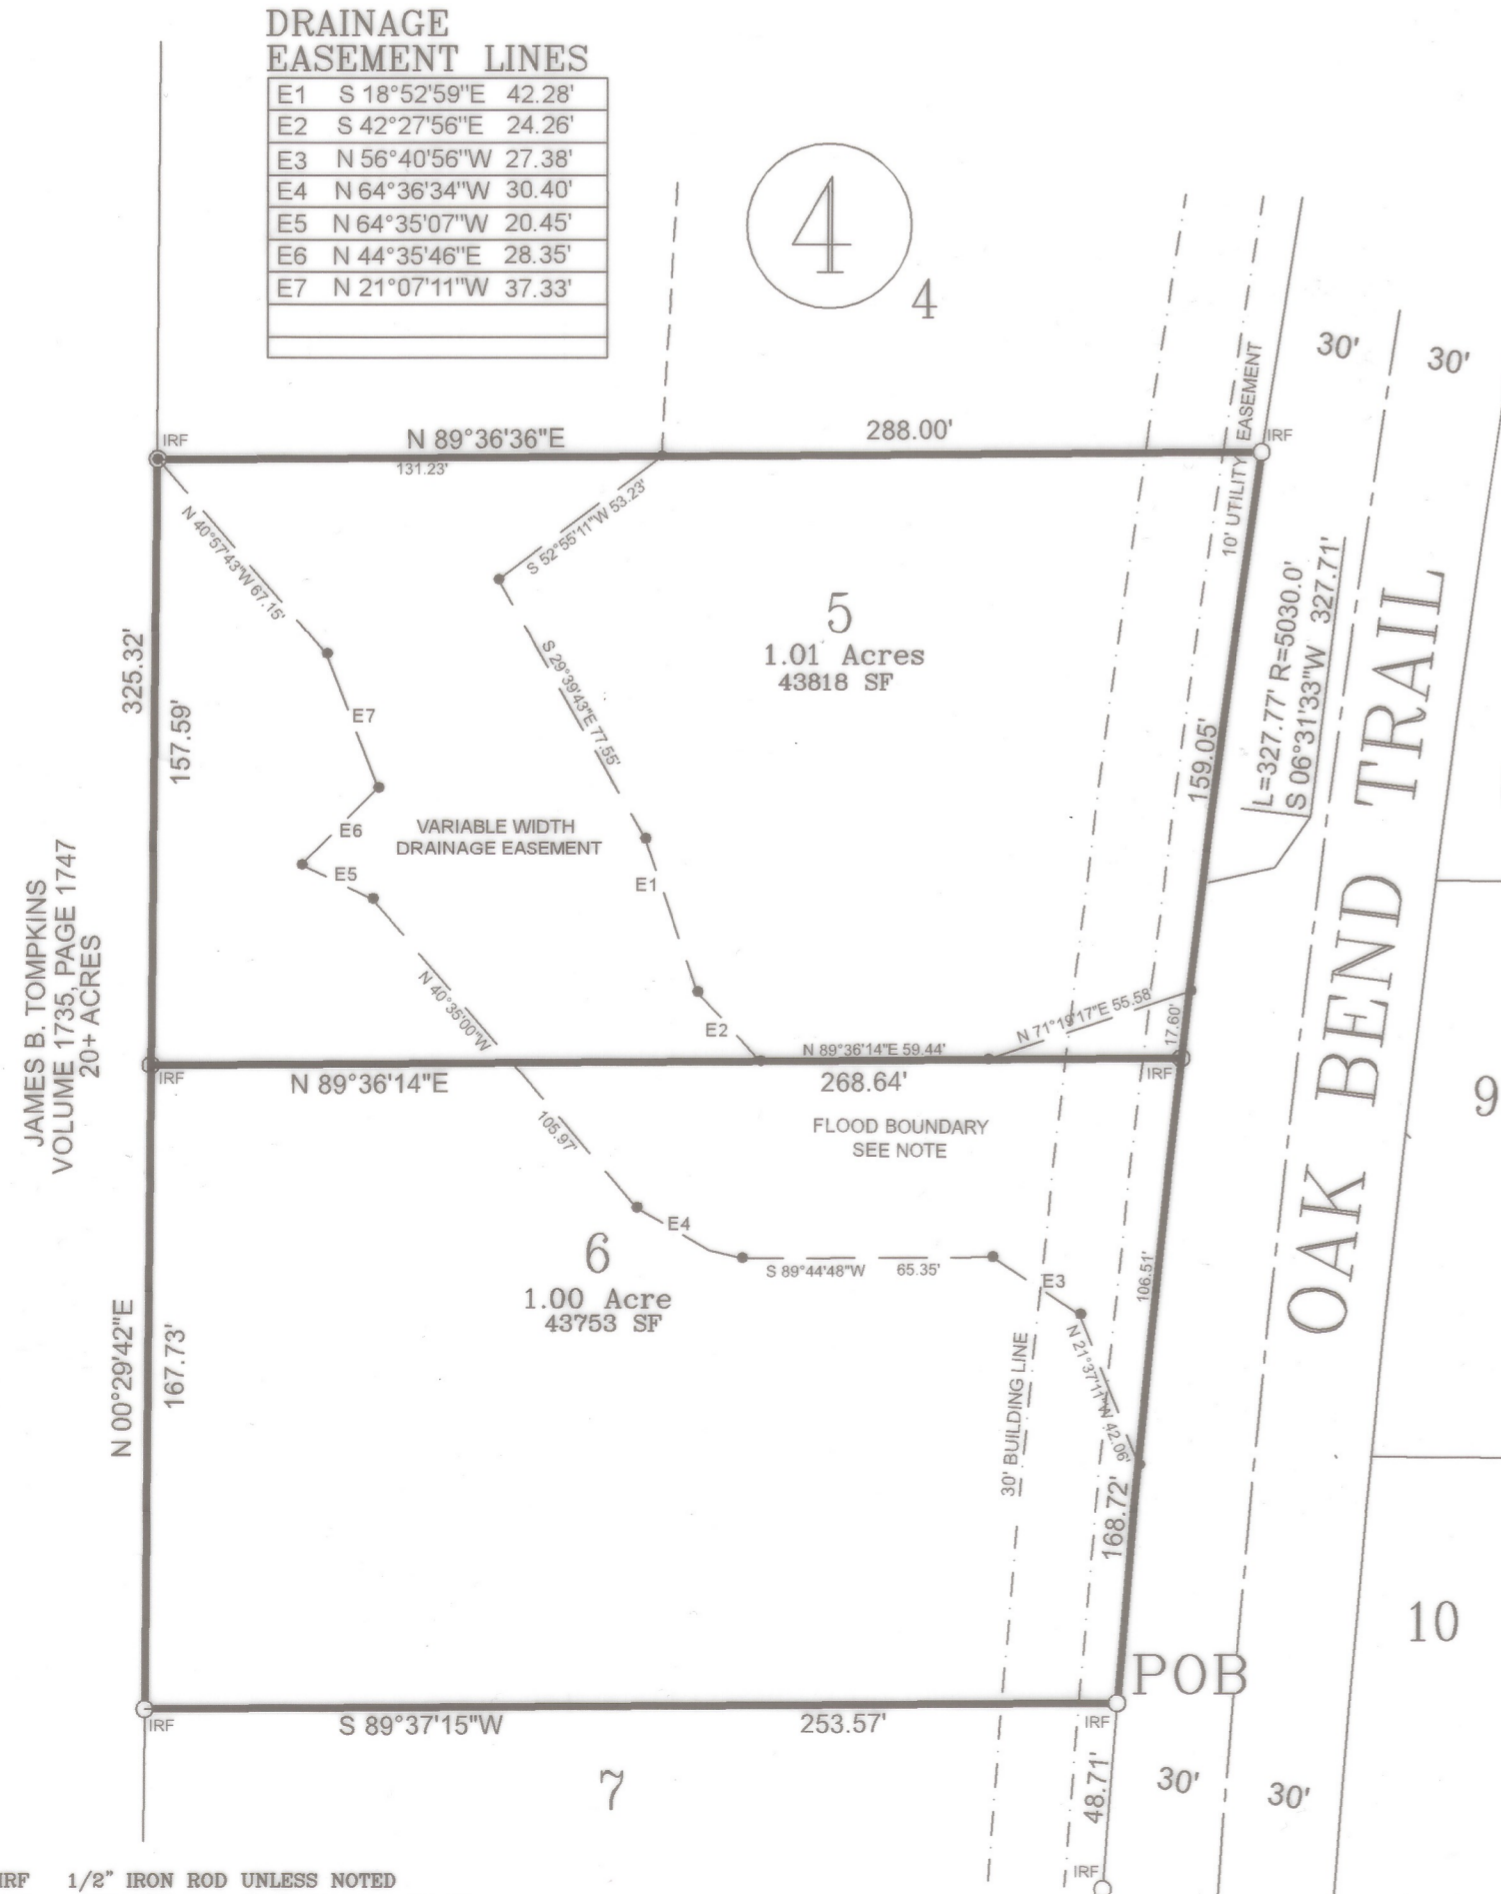 DRAINAGE
EASEMENT LINES
E1 S 18°52'59"E 42.28'
E2 S 42°27'56"E 24.26'
E3 N 56°40'56"W 27.38'
E4 N 64°36'34"W 30.40'
E5 N 64°35'07"W 20.45'
E6 N 44°35'46"E 28.35'
E7 N 21°07'11"W 37.33'
4
4
30'
30'
IRF
N 89°36'36"E
288.00'
IRF
131.23'
10' UTILITY EASEMENT
N 40°57'43"W 67.15'
S 52°55'11"W 53.23'
S 29°39'43"E 77.55'
5
1.01 Acres
43818 SF
L=327.77' R=5030.0'
S 06°31'33"W 327.71'
325.32'
157.59'
159.05'
E7
E6
E5
VARIABLE WIDTH
DRAINAGE EASEMENT
E1
JAMES B. TOMPKINS
VOLUME 1735, PAGE 1747
20+ ACRES
OAK BEND TRAIL
N 40°35'00"W
E2
N 71°19'17"E 55.58
17.60'
N 89°36'14"E 59.44'
IRF
N 89°36'14"E
268.64'
IRF
9
105.97'
FLOOD BOUNDARY
SEE NOTE
E4
6
1.00 Acre
43753 SF
S 89°44'48"W 65.35'
E3
106.51'
N 21°37'11"W 42.06'
N 00°29'42"E
167.73'
30' BUILDING LINE
168.72'
10
POB
IRF
S 89°37'15"W
253.57'
IRF
7
48.71'
30'
30'
IRF
IRF 1/2" IRON ROD UNLESS NOTED